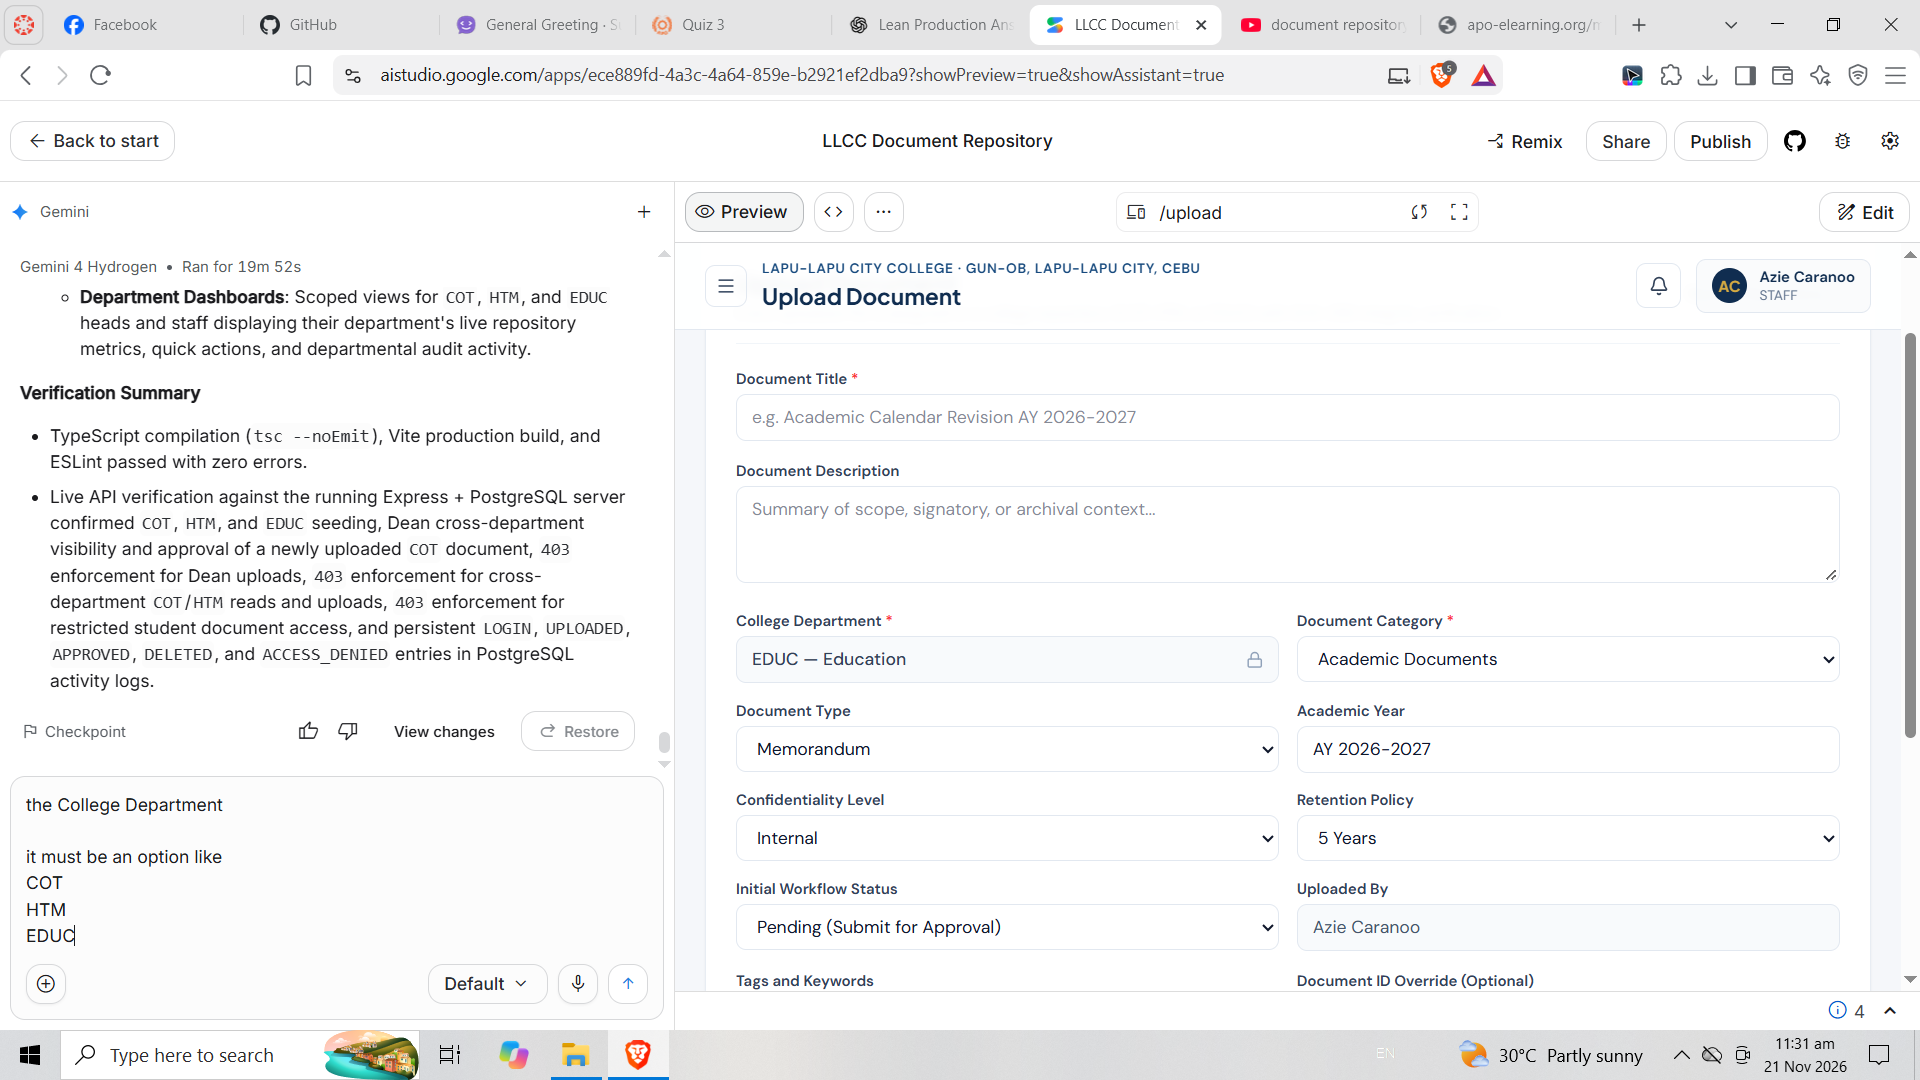 Facebook
GitHub
General Greeting · S
Quiz 3
Lean Production An
LLCC Document
document repository
apo-elearning.org/
aistudio.google.com/apps/ece889fd-4a3c-4a64-859e-b2921ef2dba9?showPreview=true&showAssistant=true
5
Back to start
LLCC Document Repository
Remix
Share
Publish
Gemini
Preview
/upload
Edit
Gemini 4 Hydrogen • Ran for 19m 52s
Department Dashboards: Scoped views for COT, HTM, and EDUC
heads and staff displaying their department's live repository
metrics, quick actions, and departmental audit activity.
Verification Summary
• TypeScript compilation (tsc --noEmit), Vite production build, and
ESLint passed with zero errors.
• Live API verification against the running Express + PostgreSQL server
confirmed COT, HTM, and EDUC seeding, Dean cross-department
visibility and approval of a newly uploaded COT document, 403
enforcement for Dean uploads, 403 enforcement for cross-
department COT/HTM reads and uploads, 403 enforcement for
restricted student document access, and persistent LOGIN, UPLOADED,
APPROVED, DELETED, and ACCESS_DENIED entries in PostgreSQL
activity logs.
Checkpoint
View changes
Restore
the College Department
it must be an option like
COT
HTM
EDUC
Default
LAPU-LAPU CITY COLLEGE · GUN-OB, LAPU-LAPU CITY, CEBU
Upload Document
AC
Azie Caranoo
STAFF
Document Title *
e.g. Academic Calendar Revision AY 2026-2027
Document Description
Summary of scope, signatory, or archival context...
College Department *
Document Category *
EDUC — Education
Academic Documents
Document Type
Academic Year
Memorandum
AY 2026-2027
Confidentiality Level
Retention Policy
Internal
5 Years
Initial Workflow Status
Uploaded By
Pending (Submit for Approval)
Azie Caranoo
Tags and Keywords
Document ID Override (Optional)
4
Type here to search
EN
30°C Partly sunny
11:31 am
21 Nov 2026